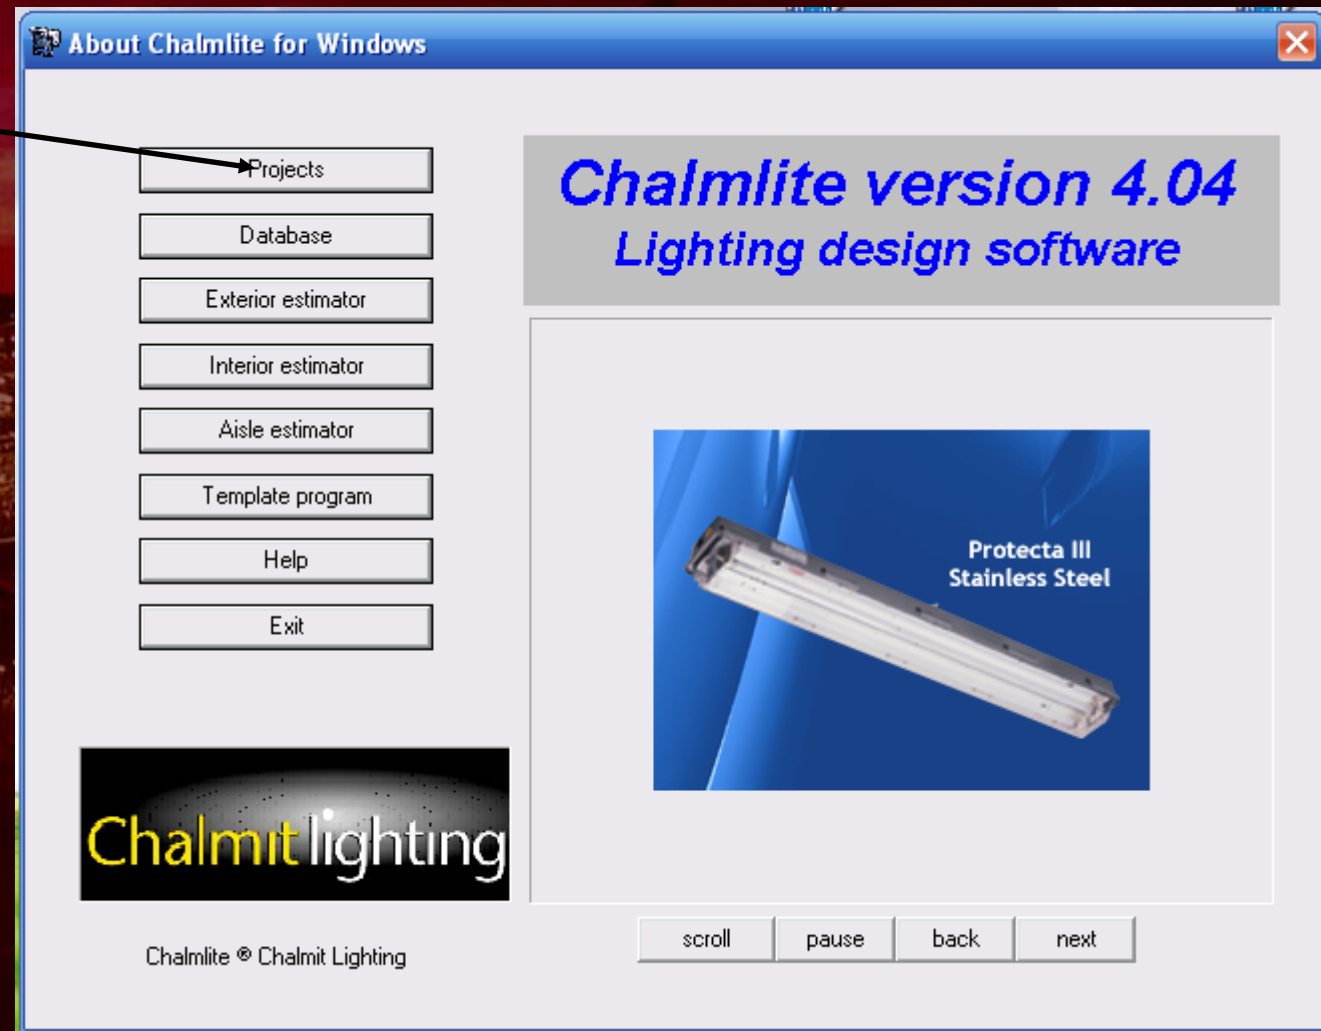 About Chalmlite for Windows
Projects
Database
Exterior estimator
Interior estimator
Aisle estimator
Template program
Help
Exit
Chalmlite version 4.04
Lighting design software
Protecta III
Stainless Steel
Chalmit lighting
Chalmlite ® Chalmit Lighting
scroll
pause
back
next